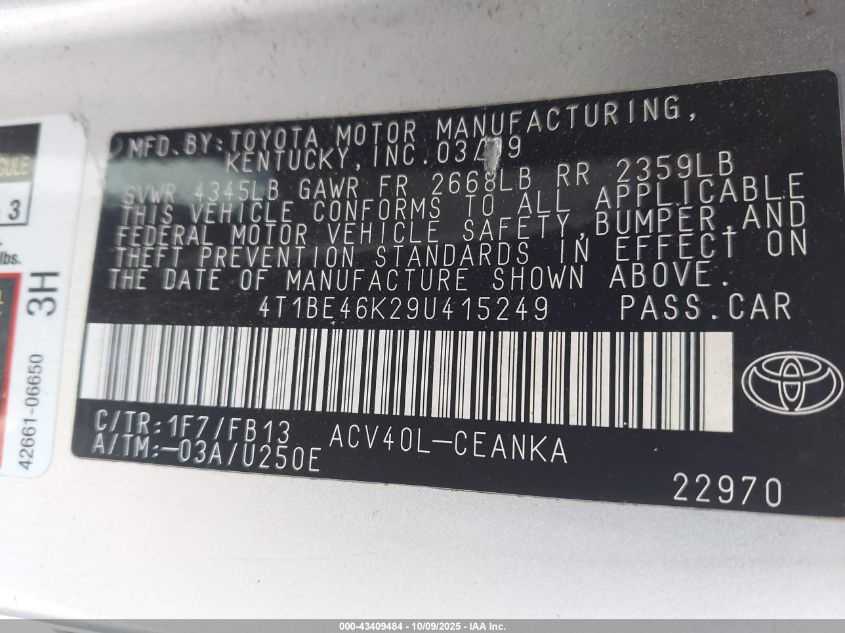 MFD. BY: TOYOTA MOTOR MANUFACTURING,
KENTUCKY, INC. 03/09
GVWR 4345LB GAWR FR 2668LB RR 2359LB
THIS VEHICLE CONFORMS TO ALL APPLICABLE
FEDERAL MOTOR VEHICLE SAFETY, BUMPER, AND
THEFT PREVENTION STANDARDS IN EFFECT ON
THE DATE OF MANUFACTURE SHOWN ABOVE.
4T1BE46K29U415249 PASS.CAR
C/TR:1F7/FB13 ACV40L-CEANKA
A/TM:-03A/U250E
22970
3
lbs.
3H
42661-06650
000-43409484 - 10/09/2025 - IAA Inc.